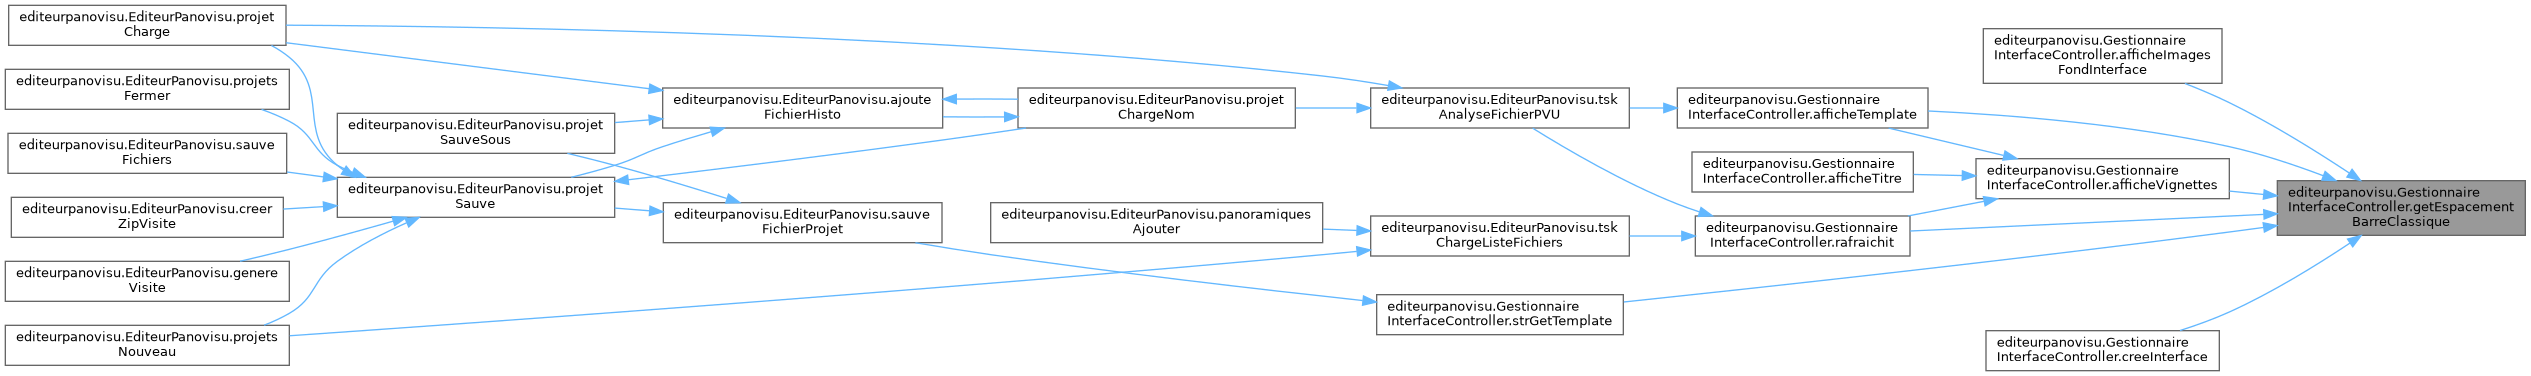 editeurpanovisu.EditeurPanovisu.projet
Charge
editeurpanovisu.EditeurPanovisu.projets
Fermer
editeurpanovisu.EditeurPanovisu.sauve
Fichiers
editeurpanovisu.EditeurPanovisu.creer
ZipVisite
editeurpanovisu.EditeurPanovisu.genere
Visite
editeurpanovisu.EditeurPanovisu.projets
Nouveau
editeurpanovisu.EditeurPanovisu.projet
SauveSous
editeurpanovisu.EditeurPanovisu.projet
Sauve
editeurpanovisu.EditeurPanovisu.ajoute
FichierHisto
editeurpanovisu.EditeurPanovisu.sauve
FichierProjet
editeurpanovisu.EditeurPanovisu.projet
ChargeNom
editeurpanovisu.EditeurPanovisu.panoramiques
Ajouter
editeurpanovisu.EditeurPanovisu.tsk
AnalyseFichierPVU
editeurpanovisu.EditeurPanovisu.tsk
ChargeListeFichiers
editeurpanovisu.Gestionnaire
InterfaceController.strGetTemplate
editeurpanovisu.Gestionnaire
InterfaceController.afficheTemplate
editeurpanovisu.Gestionnaire
InterfaceController.afficheTitre
editeurpanovisu.Gestionnaire
InterfaceController.rafraichit
editeurpanovisu.Gestionnaire
InterfaceController.afficheImages
FondInterface
editeurpanovisu.Gestionnaire
InterfaceController.afficheVignettes
editeurpanovisu.Gestionnaire
InterfaceController.creeInterface
editeurpanovisu.Gestionnaire
InterfaceController.getEspacement
BarreClassique